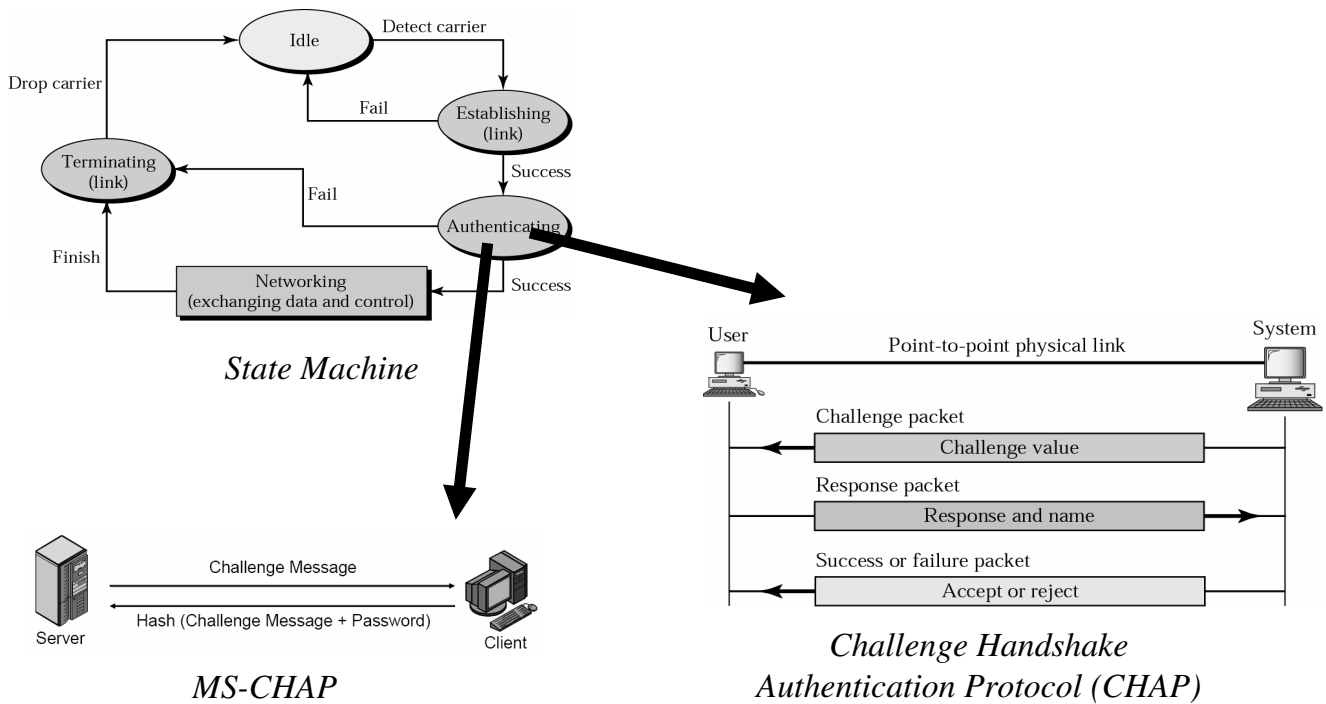 Idle
Detect carrier
Drop carrier
Fail
Establishing
(link)
Success
Terminating
(link)
Fail
Authenticating
Finish
Networking
(exchanging data and control)
Success
State Machine
User
System
Point-to-point physical link
Challenge packet
Challenge value
Response packet
Response and name
Success or failure packet
Accept or reject
Challenge Handshake
Authentication Protocol (CHAP)
Challenge Message
Hash (Challenge Message + Password)
Server
Client
MS-CHAP